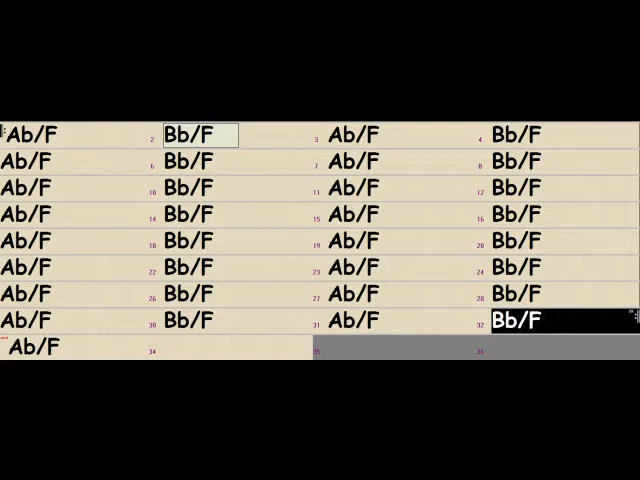 Ab/F 2 Bb/F 3 Ab/F 4 Bb/F
Ab/F 6 Bb/F 7 Ab/F 8 Bb/F
Ab/F 10 Bb/F 11 Ab/F 12 Bb/F
Ab/F 14 Bb/F 15 Ab/F 16 Bb/F
Ab/F 18 Bb/F 19 Ab/F 20 Bb/F
Ab/F 22 Bb/F 23 Ab/F 24 Bb/F
Ab/F 26 Bb/F 27 Ab/F 28 Bb/F
Ab/F 30 Bb/F 31 Ab/F 32 Bb/F
Ab/F 34 35 36